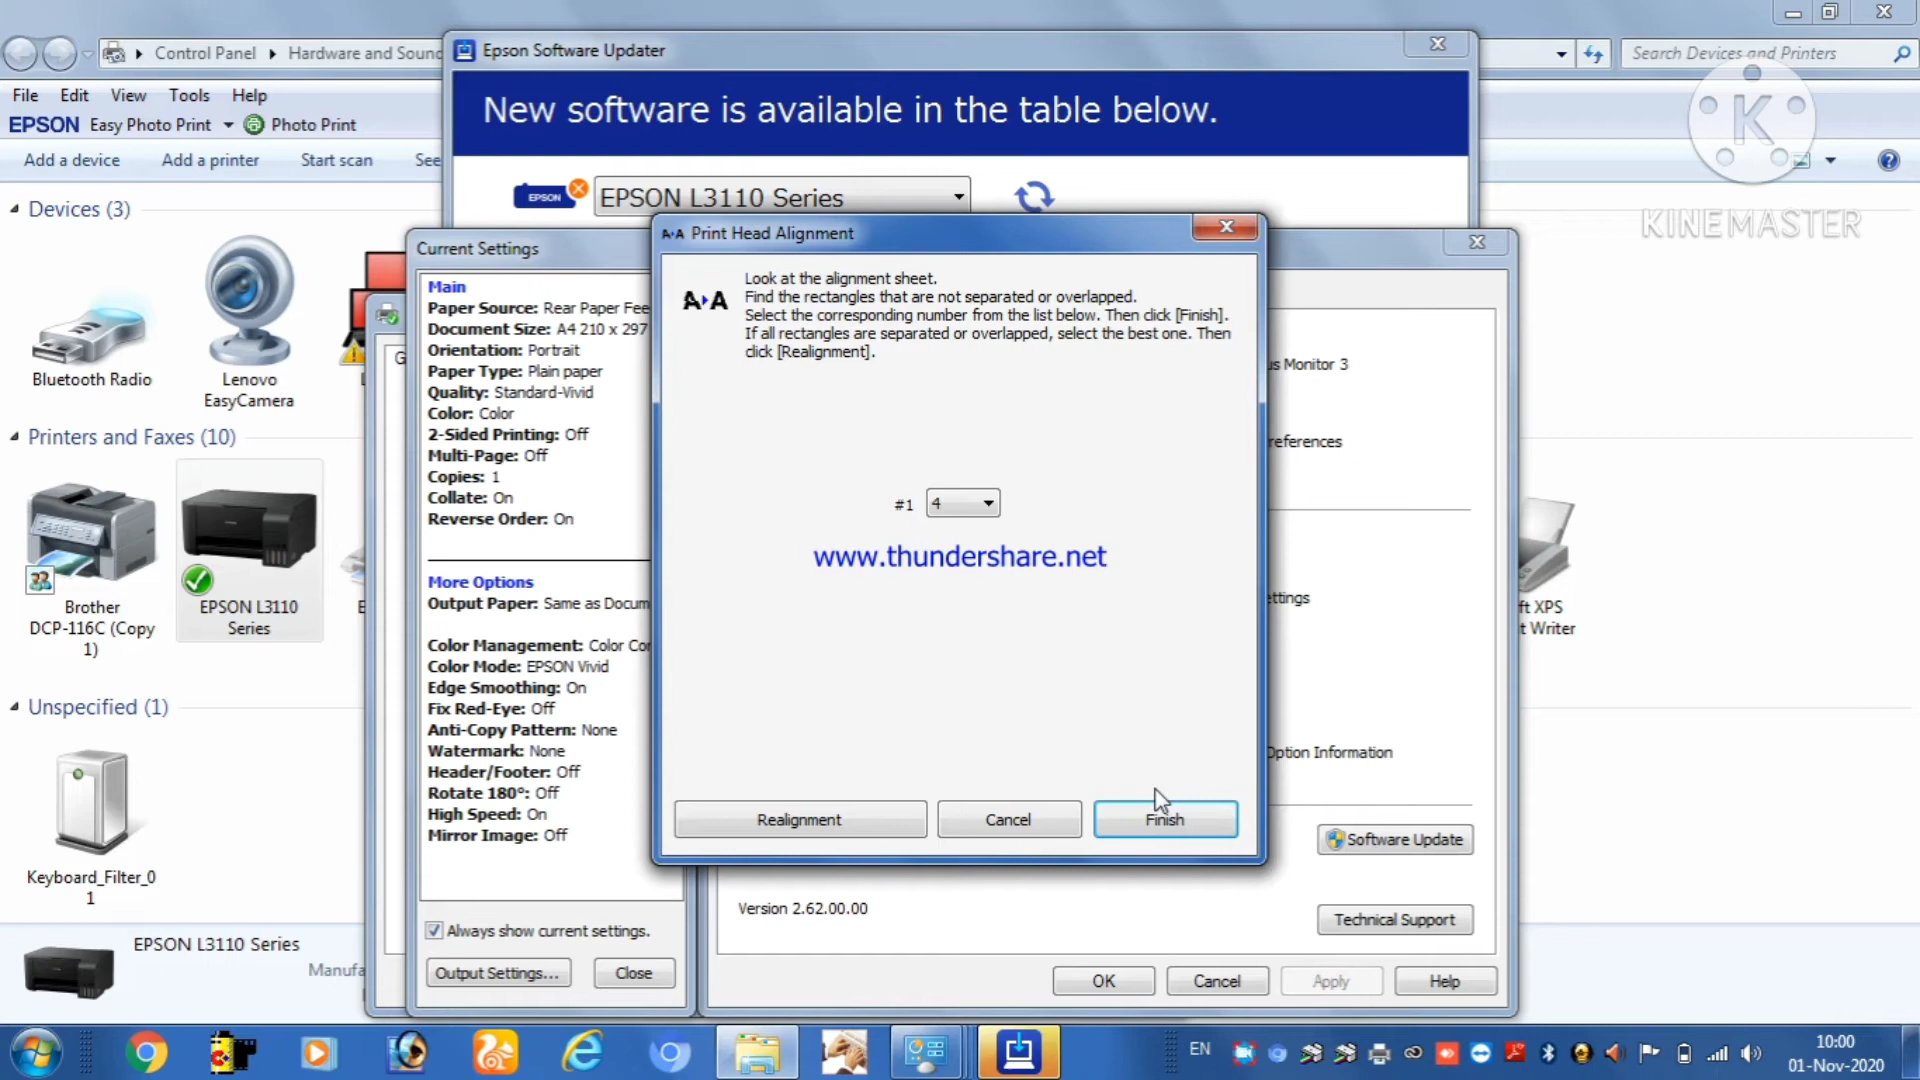 Control Panel
Hardware and Sound
Epson Software Updater
Search Devices and Printers
File Edit View Tools Help
New software is available in the table below.
EPSON Easy Photo Print Photo Print
Add a device Add a printer Start scan See
EPSON
EPSON L3110 Series
K
KINEMASTER
Devices (3)
Bluetooth Radio
Lenovo
EasyCamera
Printers and Faxes (10)
Brother
DCP-116C (Copy
1)
EPSON L3110
Series
ft XPS
t Writer
Unspecified (1)
Keyboard_Filter_0
1
EPSON L3110 Series
Manufa
Current Settings
Main
Paper Source: Rear Paper Fee
Document Size: A4 210 x 297
Orientation: Portrait
Paper Type: Plain paper
Quality: Standard-Vivid
Color: Color
2-Sided Printing: Off
Multi-Page: Off
Copies: 1
Collate: On
Reverse Order: On
More Options
Output Paper: Same as Docum
Color Management: Color Con
Color Mode: EPSON Vivid
Edge Smoothing: On
Fix Red-Eye: Off
Anti-Copy Pattern: None
Watermark: None
Header/Footer: Off
Rotate 180°: Off
High Speed: On
Mirror Image: Off
Always show current settings.
Output Settings... Close
Print Head Alignment
A A Look at the alignment sheet.
Find the rectangles that are not separated or overlapped.
Select the corresponding number from the list below. Then click [Finish].
If all rectangles are separated or overlapped, select the best one. Then
click [Realignment].
#1 4
www.thundershare.net
Realignment Cancel Finish
us Monitor 3
references
ettings
Option Information
Software Update
Version 2.62.00.00
Technical Support
OK Cancel Apply Help
EN
10:00
01-Nov-2020